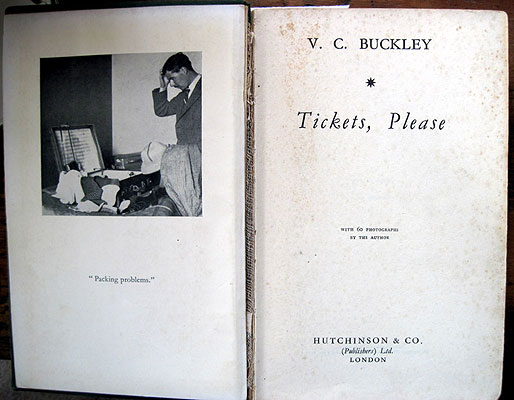 "Packing problems."
V. C. BUCKLEY
Tickets, Please
WITH 60 PHOTOGRAPHS
BY THE AUTHOR
HUTCHINSON & CO.
(Publishers) Ltd.
LONDON